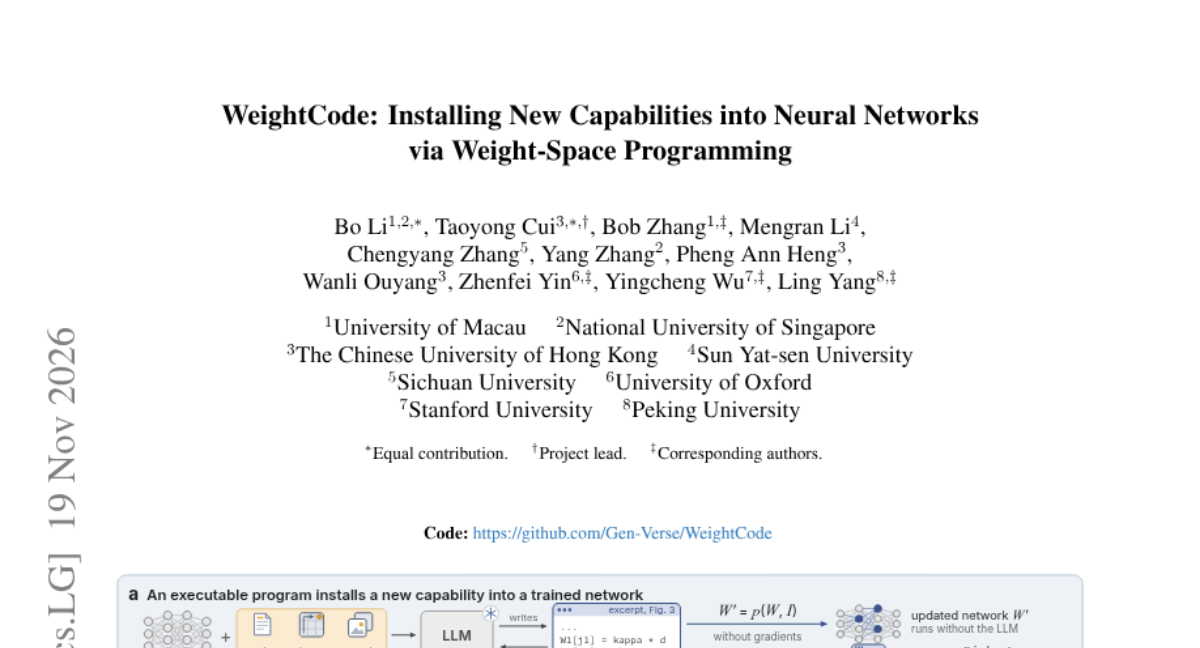 WeightCode: Installing New Capabilities into Neural Networks
via Weight-Space Programming
Bo Li1,2,*, Taoyong Cui3,*,†, Bob Zhang1,‡, Mengran Li4,
Chengyang Zhang5, Yang Zhang2, Pheng Ann Heng3,
Wanli Ouyang3, Zhenfei Yin6,‡, Yingcheng Wu7,‡, Ling Yang8,‡
1University of Macau 2National University of Singapore
3The Chinese University of Hong Kong 4Sun Yat-sen University
5Sichuan University 6University of Oxford
7Stanford University 8Peking University
*Equal contribution. †Project lead. ‡Corresponding authors.
Code: https://github.com/Gen-Verse/WeightCode
cs.LG] 19 Nov 2026
a An executable program installs a new capability into a trained network
+
LLM
writes
excerpt, Fig. 3
...
W1[j1] = kappa * d
W' = p(W, I)
without gradients
updated network W'
runs without the LLM